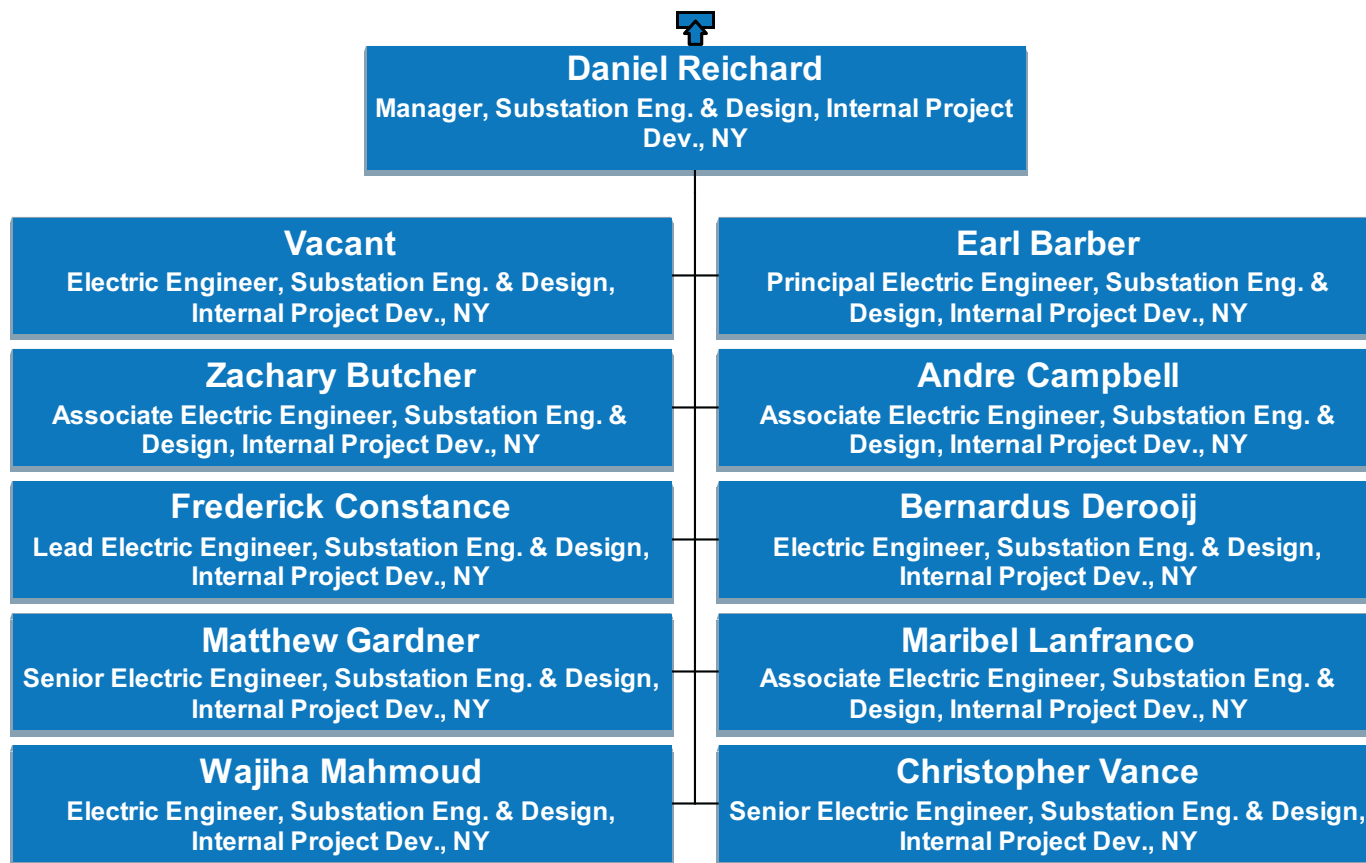 Daniel Reichard
Manager, Substation Eng. & Design, Internal Project
Dev., NY
Vacant
Electric Engineer, Substation Eng. & Design,
Internal Project Dev., NY
Earl Barber
Principal Electric Engineer, Substation Eng. &
Design, Internal Project Dev., NY
Zachary Butcher
Associate Electric Engineer, Substation Eng. &
Design, Internal Project Dev., NY
Andre Campbell
Associate Electric Engineer, Substation Eng. &
Design, Internal Project Dev., NY
Frederick Constance
Lead Electric Engineer, Substation Eng. & Design,
Internal Project Dev., NY
Bernardus Derooij
Electric Engineer, Substation Eng. & Design,
Internal Project Dev., NY
Matthew Gardner
Senior Electric Engineer, Substation Eng. & Design,
Internal Project Dev., NY
Maribel Lanfranco
Associate Electric Engineer, Substation Eng. &
Design, Internal Project Dev., NY
Wajiha Mahmoud
Electric Engineer, Substation Eng. & Design,
Internal Project Dev., NY
Christopher Vance
Senior Electric Engineer, Substation Eng. & Design,
Internal Project Dev., NY